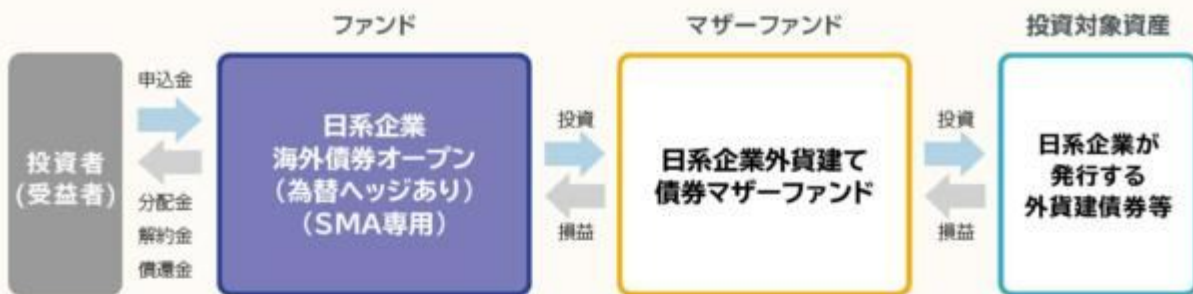 ファンド
マザーファンド
投資対象資産
投資者
(受益者)
申込金
分配金
解約金
償還金
日系企業
海外債券オープン
(為替ヘッジあり)
(SMA専用)
投資
損益
日系企業外貨建て
債券マザーファンド
投資
損益
日系企業が
発行する
外貨建債券等